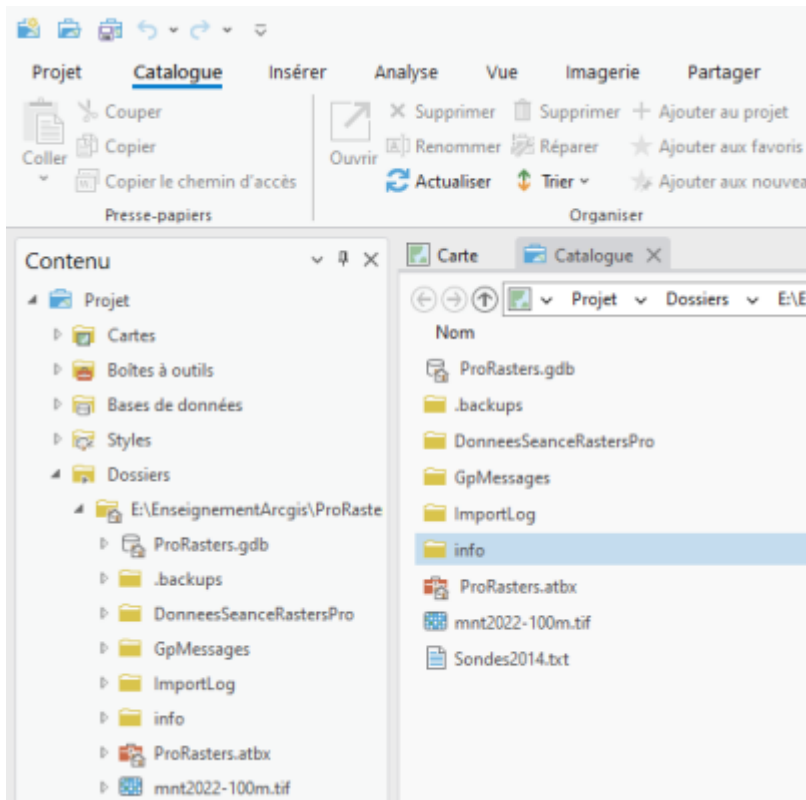 Projet Catalogue Insérer Analyse Vue Imagerie Partager
Coller
Couper
Copier
Copier le chemin d'accès
Presse-papiers
Ouvrir
Supprimer Supprimer Ajouter au projet
Renommer Réparer Ajouter aux favoris
Actualiser Trier Ajouter aux nouvea
Organiser
Contenu
Projet
Cartes
Boîtes à outils
Bases de données
Styles
Dossiers
E:\EnseignementArcgis\ProRaste
ProRasters.gdb
.backups
DonneesSeanceRastersPro
GpMessages
ImportLog
info
ProRasters.atbx
mnt2022-100m.tif
Carte Catalogue
Projet Dossiers E:\E
Nom
ProRasters.gdb
.backups
DonneesSeanceRastersPro
GpMessages
ImportLog
info
ProRasters.atbx
mnt2022-100m.tif
Sondes2014.txt